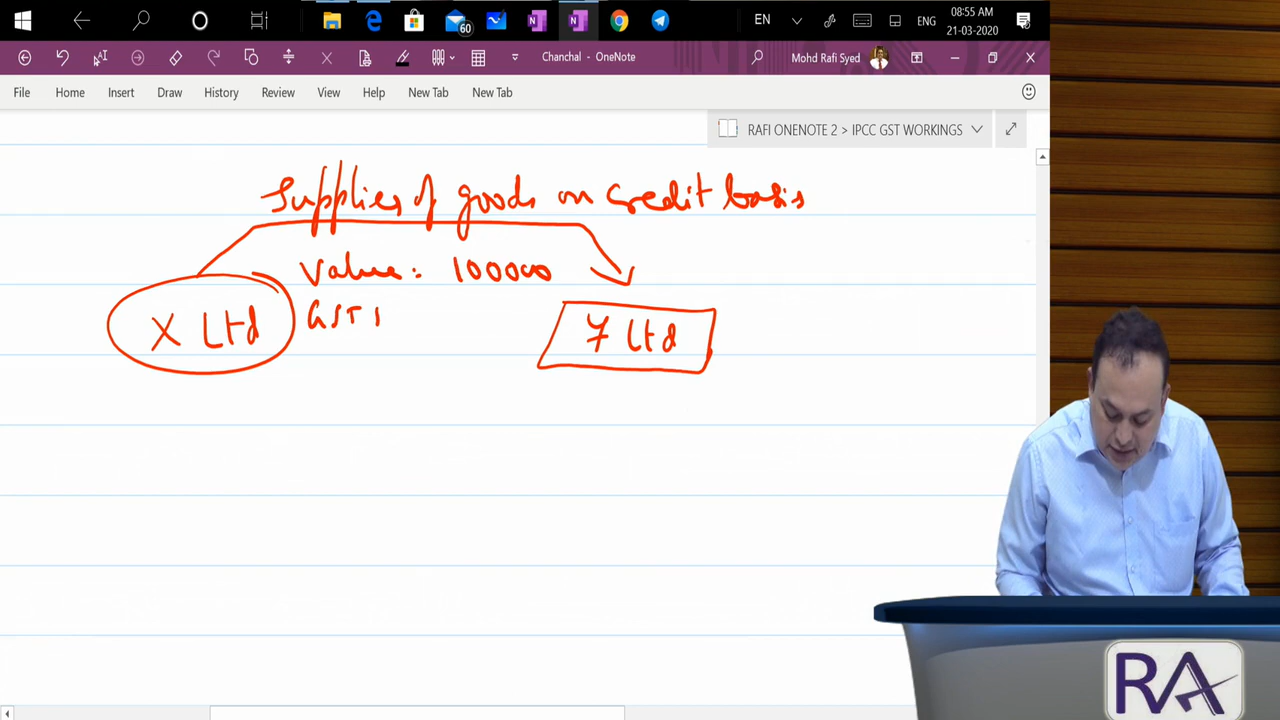 EN
ENG
08:55 AM
21-03-2020
60
Chanchal - OneNote
Mohd Rafi Syed
File Home Insert Draw History Review View Help New Tab New Tab
RAFI ONENOTE 2 > IPCC GST WORKINGS
Supplies of goods on credit basis
Value: 100000
X Ltd
GST
Y Ltd
RA